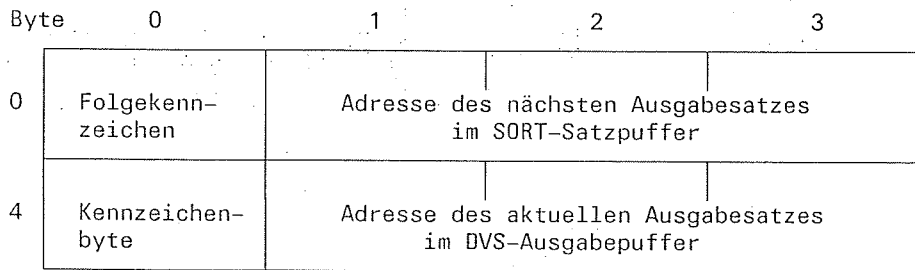 Byte 0 1 2 3
0 Folgekenn- Adresse des nächsten Ausgabesatzes
zeichen im SORT-Satzpuffer
4 Kennzeichen- Adresse des aktuellen Ausgabesatzes
byte im DVS-Ausgabepuffer